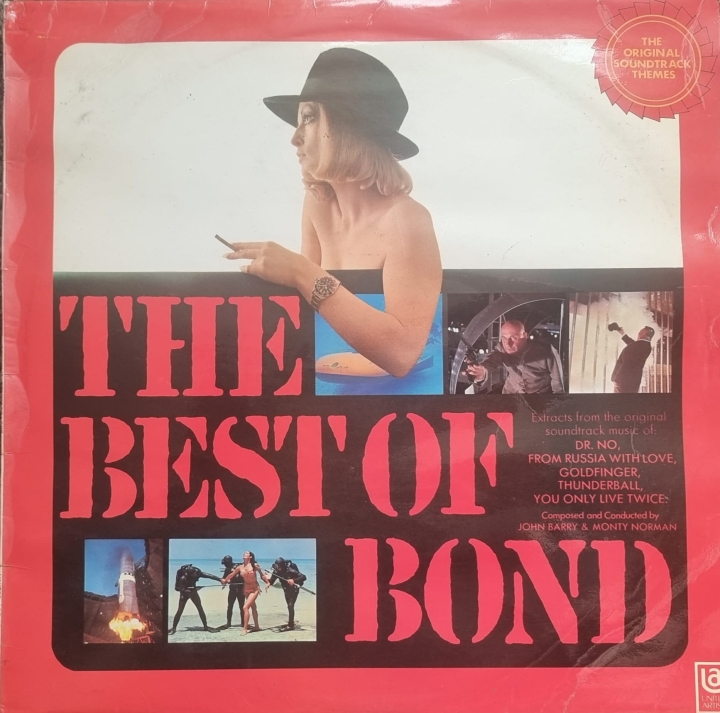 THE
ORIGINAL
SOUNDTRACK
THEMES
THE
BEST OF
BOND
Extracts from the original
soundtrack music of:
DR. NO,
FROM RUSSIA WITH LOVE,
GOLDFINGER,
THUNDERBALL,
YOU ONLY LIVE TWICE.
Composed and Conducted by
JOHN BARRY & MONTY NORMAN